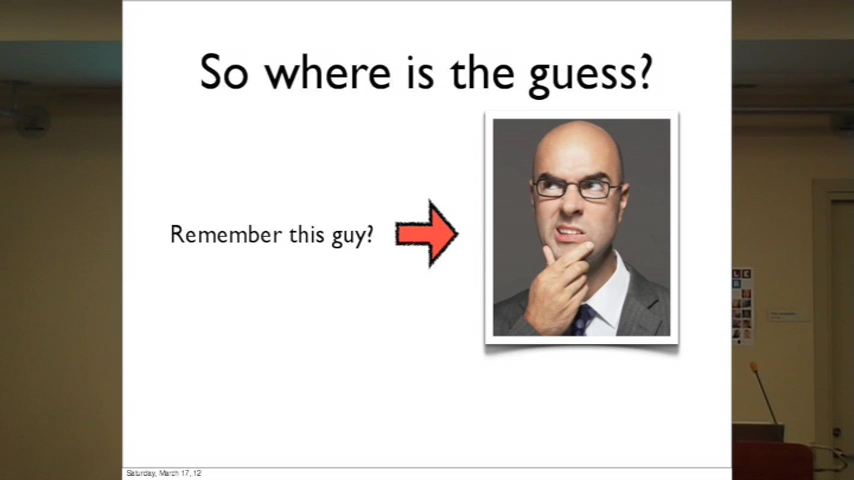 So where is the guess?
Remember this guy?
Saturday, March 17, 12